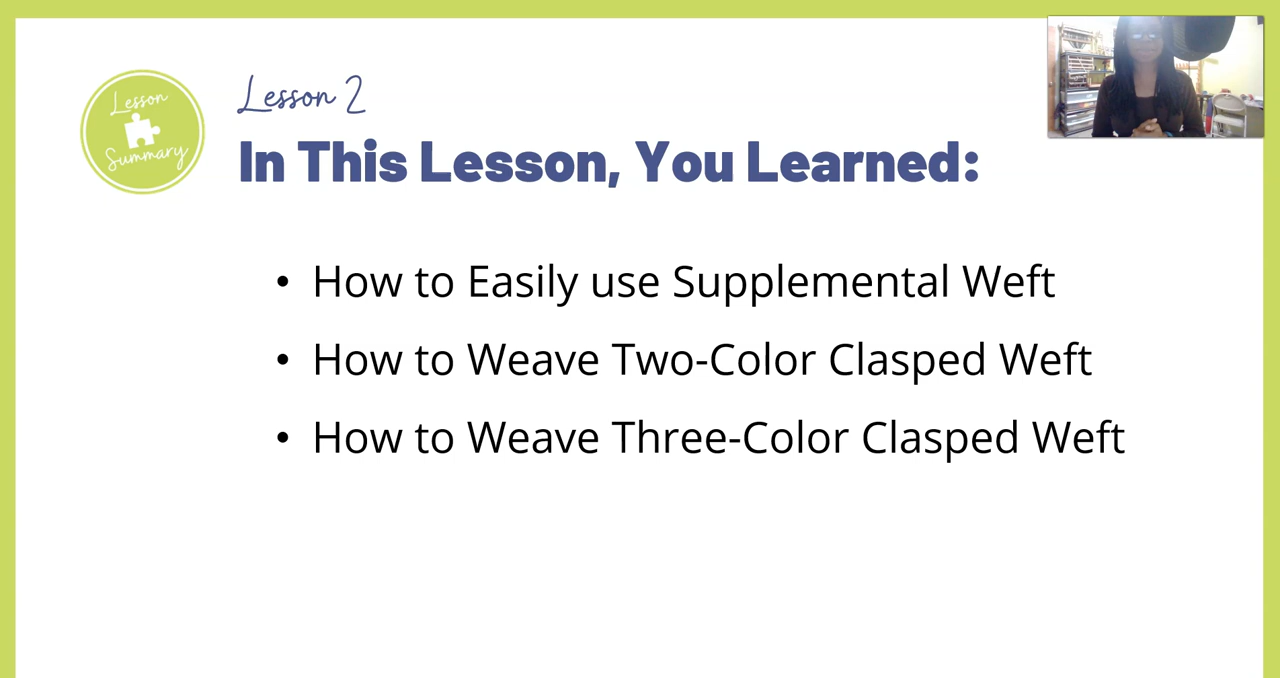 Lesson
Summary
Lesson 2
In This Lesson, You Learned:
• How to Easily use Supplemental Weft
• How to Weave Two-Color Clasped Weft
• How to Weave Three-Color Clasped Weft